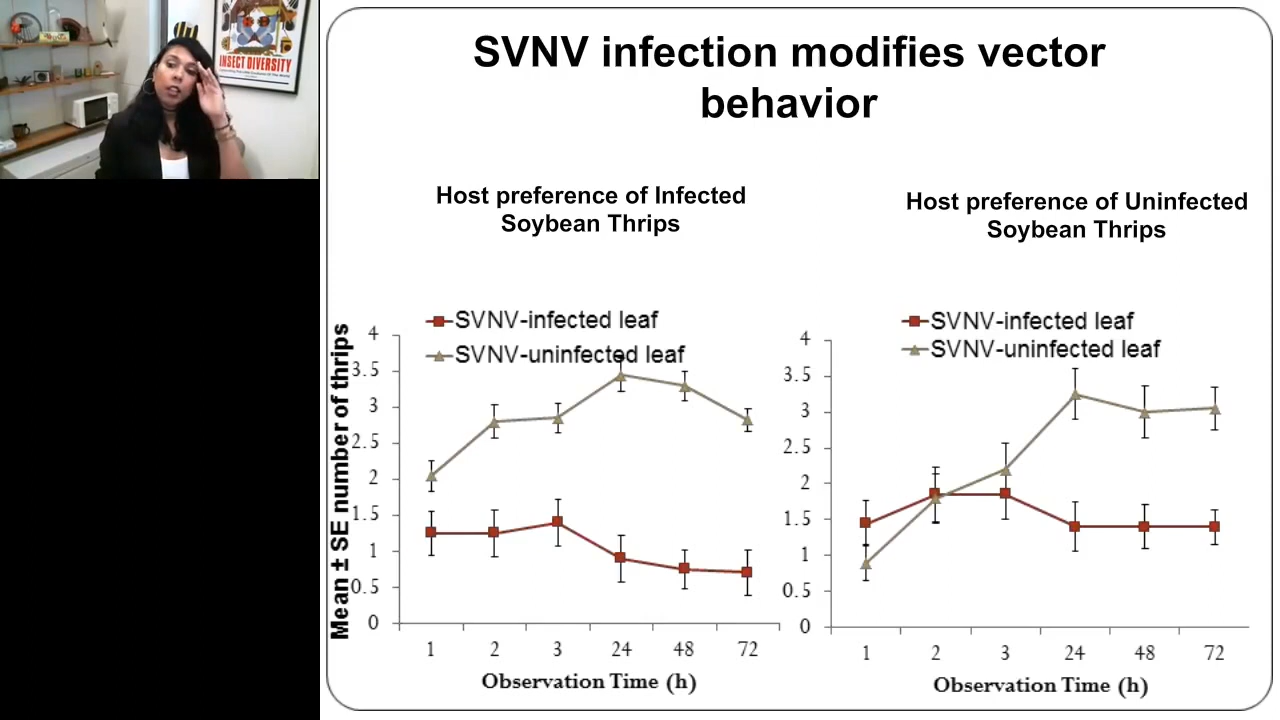 INSECT DIVERSITY
SVNV infection modifies vector
behavior
Host preference of Infected
Soybean Thrips
Host preference of Uninfected
Soybean Thrips
SVNV-infected leaf
SVNV-uninfected leaf
Mean ± SE number of thrips
4
3.5
3
2.5
2
1.5
1
0.5
0
1 2 3 24 48 72
Observation Time (h)
SVNV-infected leaf
SVNV-uninfected leaf
4
3.5
3
2.5
2
1.5
1
0.5
0
1 2 3 24 48 72
Observation Time (h)